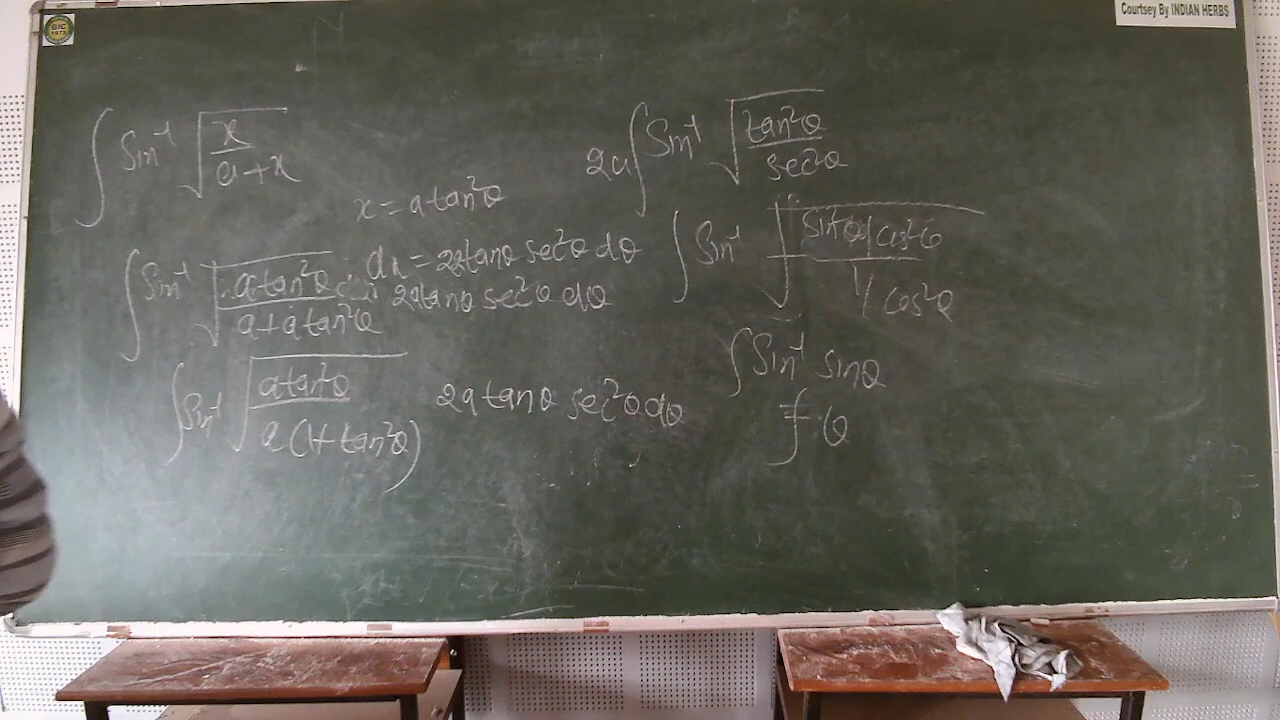 Courtsey By INDIAN HERBS
GIC
1973
∫ Sin⁻¹ √(x/(a+x))
x = a tan²θ
dx = 2a tanθ sec²θ dθ
∫ Sin⁻¹ √(a tan²θ/(a+a tan²θ)) 2a tanθ sec²θ dθ
∫ Sin⁻¹ √(a tan²θ/(a(1+tan²θ))) 2a tanθ sec²θ dθ
2a ∫ Sin⁻¹ √(tan²θ/sec²θ)
∫ Sin⁻¹ √((sin²θ/cos²θ)/(1/cos²θ))
∫ Sin⁻¹ sinθ
∫ θ